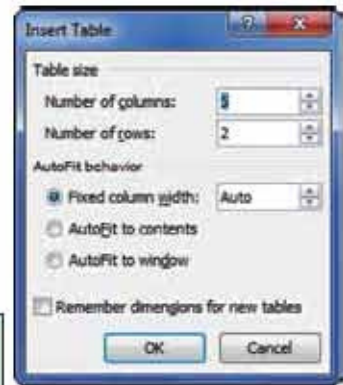 Insert Table
Table size
Number of columns: 5
Number of rows: 2
AutoFit behavior
Fixed column width: Auto
AutoFit to contents
AutoFit to window
Remember dimensions for new tables
OK Cancel